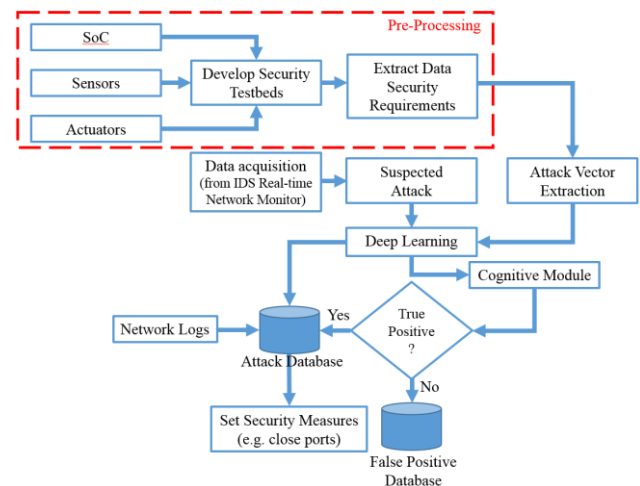 Pre-Processing
SoC
Sensors
Actuators
Develop Security
Testbeds
Extract Data
Security
Requirements
Data acquisition
(from IDS Real-time
Network Monitor)
Suspected
Attack
Attack Vector
Extraction
Deep Learning
Cognitive Module
Network Logs
Attack Database
Yes
True
Positive
?
No
Set Security Measures
(e.g. close ports)
False Positive
Database